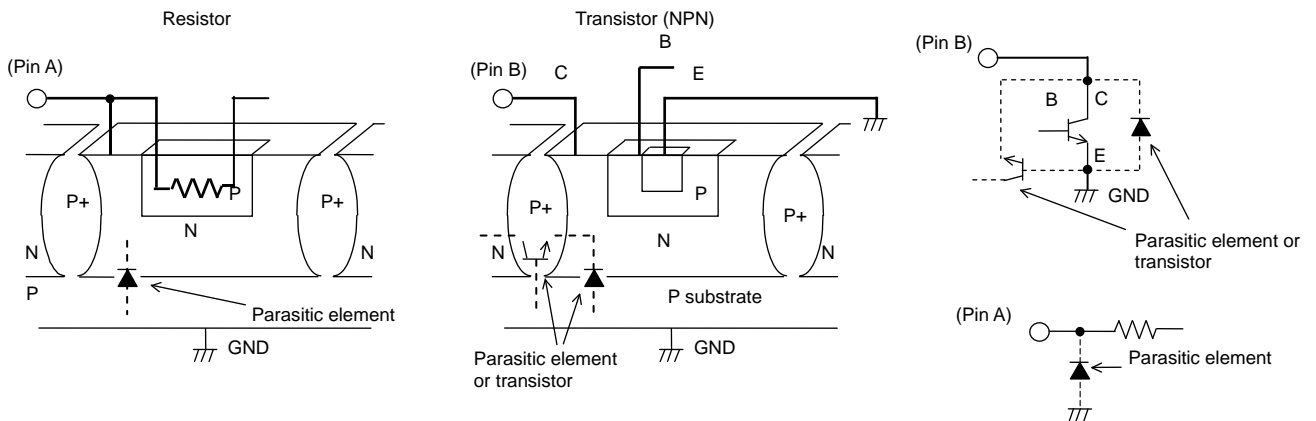 Resistor
(Pin A)
P+
P
P+
N
N
N
P
Parasitic element
GND
Transistor (NPN)
B
(Pin B)
C
E
P+
P
P+
N
N
N
P substrate
GND
Parasitic element
or transistor
(Pin B)
B
C
E
GND
Parasitic element or
transistor
(Pin A)
Parasitic element